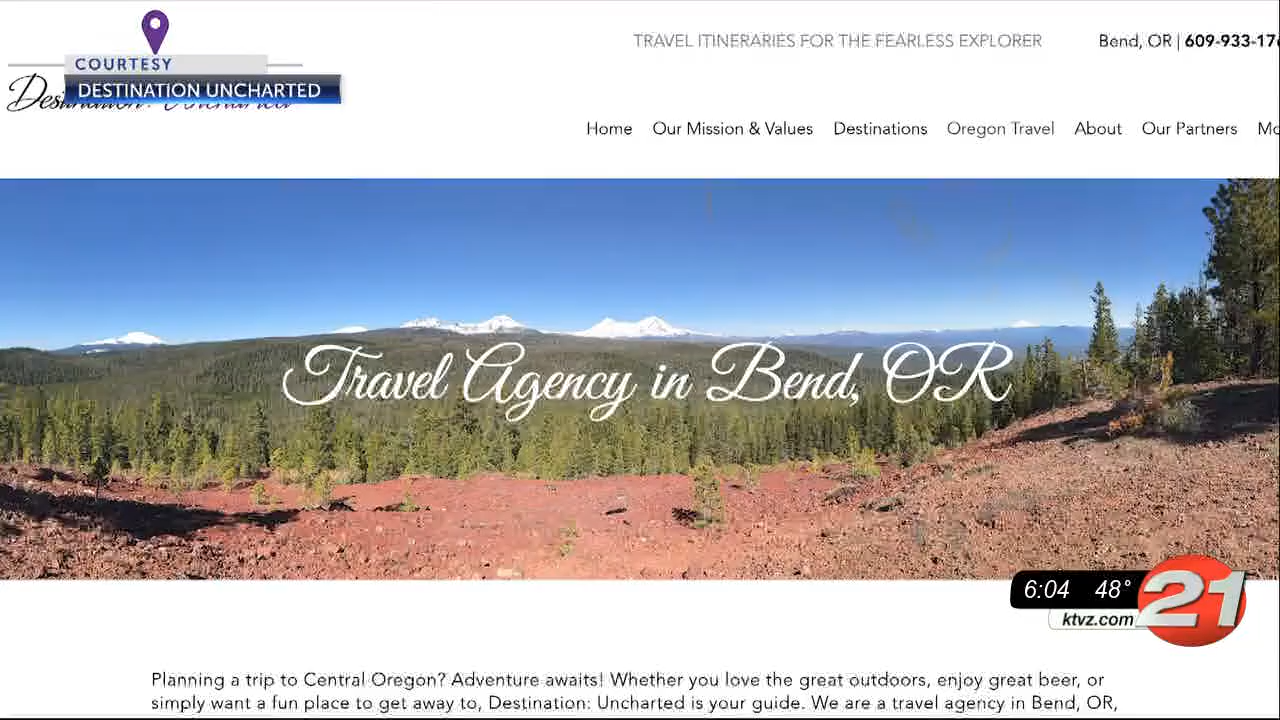 COURTESY
DESTINATION UNCHARTED
TRAVEL ITINERARIES FOR THE FEARLESS EXPLORER
Bend, OR | 609-933-17
Home Our Mission & Values Destinations Oregon Travel About Our Partners
Travel Agency in Bend, OR
6:04 48° 21
ktvz.com
Planning a trip to Central Oregon? Adventure awaits! Whether you love the great outdoors, enjoy great beer, or
simply want a fun place to get away to, Destination: Uncharted is your guide. We are a travel agency in Bend, OR,